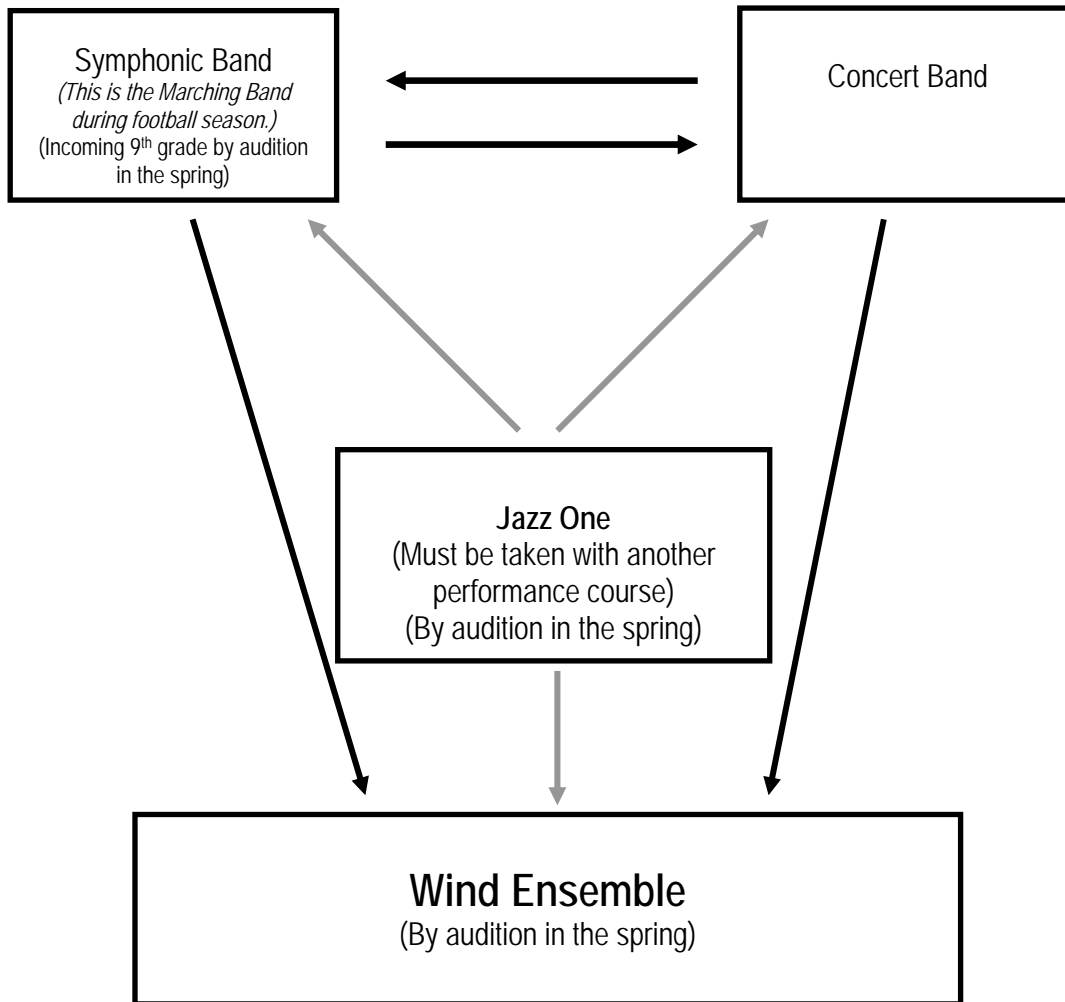 Symphonic Band
(This is the Marching Band
during football season.)
(Incoming 9th grade by audition
in the spring)
Concert Band
Jazz One
(Must be taken with another
performance course)
(By audition in the spring)
Wind Ensemble
(By audition in the spring)